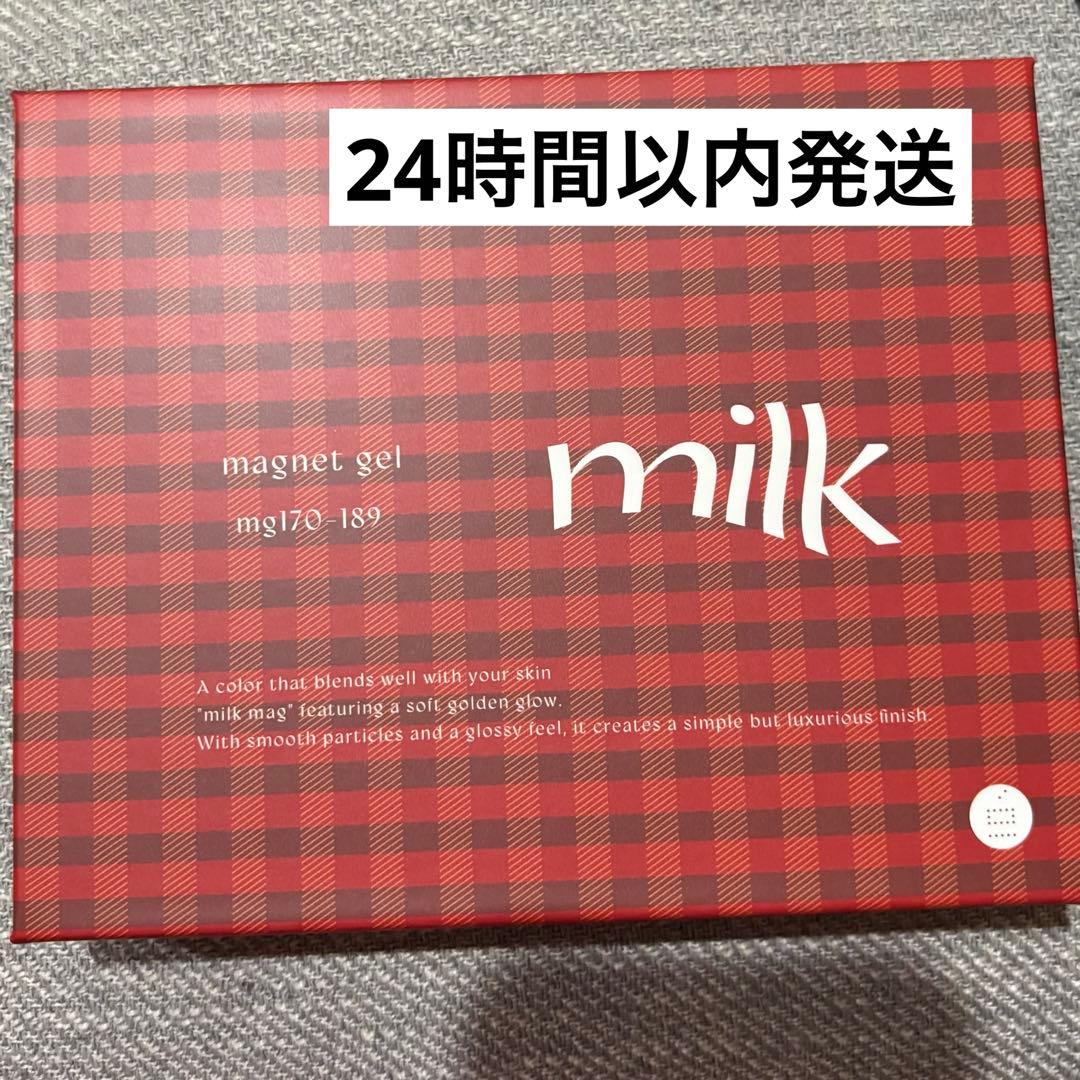 24時間以内発送
milk
magnet gel
mg170-189
A color that blends well with your skin
"milk mag" featuring a soft golden glow.
With smooth particles and a glossy feel, it creates a simple but luxurious finish.